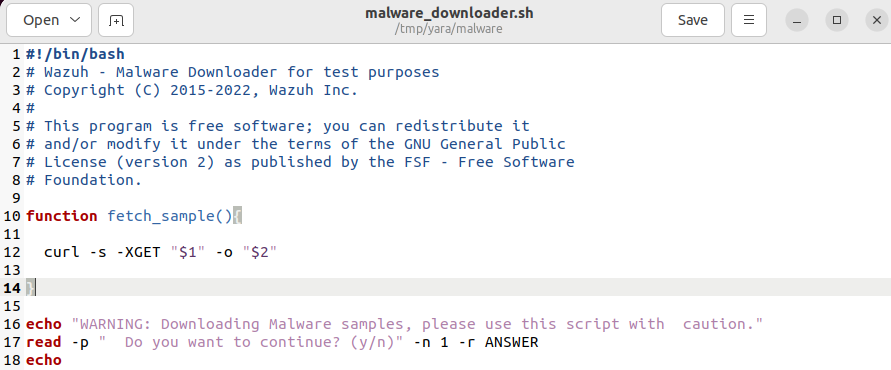 Open
malware_downloader.sh
/tmp/yara/malware
Save
1 #!/bin/bash
2 # Wazuh - Malware Downloader for test purposes
3 # Copyright (C) 2015-2022, Wazuh Inc.
4 #
5 # This program is free software; you can redistribute it
6 # and/or modify it under the terms of the GNU General Public
7 # License (version 2) as published by the FSF - Free Software
8 # Foundation.
9
10 function fetch_sample(){
11
12   curl -s -XGET "$1" -o "$2"
13
14 }
15
16 echo "WARNING: Downloading Malware samples, please use this script with  caution."
17 read -p "  Do you want to continue? (y/n)" -n 1 -r ANSWER
18 echo